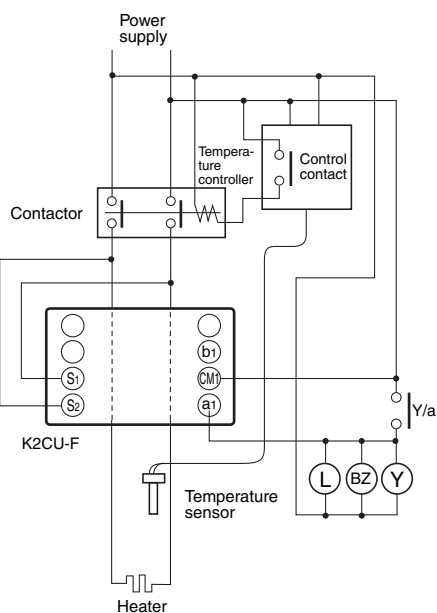 Power
supply
Tempera-
ture
controller
Control
contact
Contactor
b1
S1
CM1
S2
a1
Y/a
K2CU-F
L
BZ
Y
Temperature
sensor
Heater